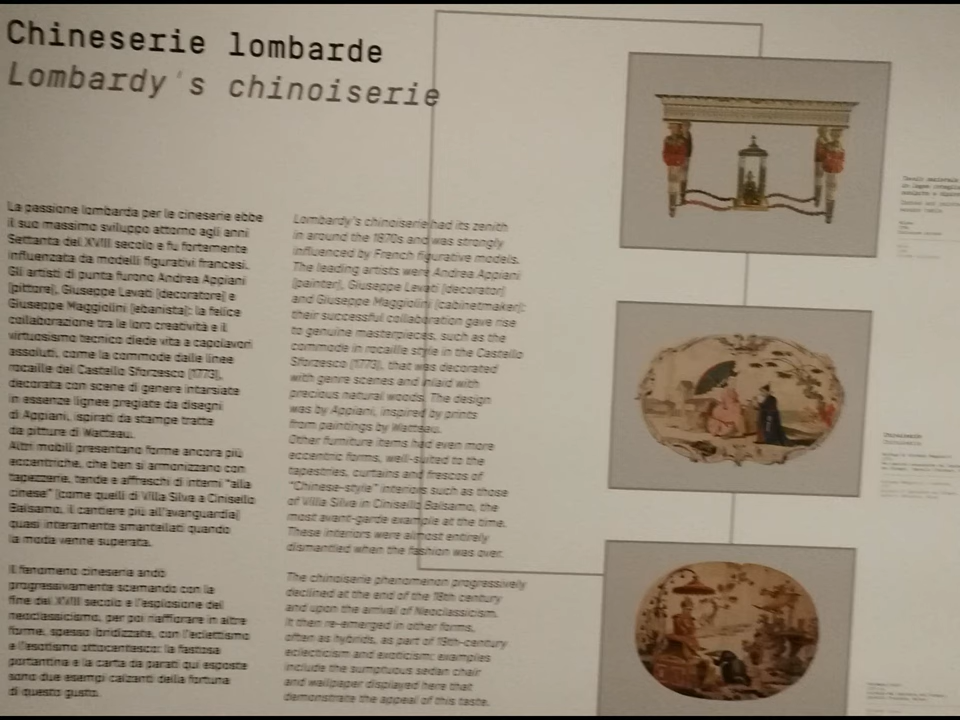 Chineserie lombarde
Lombardy's chinoiserie
La passione lombarda per le cineserie ebbe
il suo massimo sviluppo attorno agli anni
Settanta del XVIII secolo e fu fortemente
influenzata da modelli figurativi francesi.
Gli artisti di punta furono Andrea Appiani
[pittore], Giuseppe Levati [decoratore] e
Giuseppe Maggiolini [ebanista]: la felice
collaborazione tra le loro creatività e il
virtuosismo tecnico diede vita a capolavori
assoluti, come la commode dalle linee
rocaille del Castello Sforzesco [1773],
decorata con scene di genere intarsiate
in essenze lignee pregiate da disegni
di Appiani, ispirati da stampe tratte
da pitture di Watteau.
Altri mobili presentano forme ancora più
eccentriche, che ben si armonizzano con
tapezzerie, tende e affreschi di interni "alla
cinese" [come quelli di Villa Silva a Cinisello
Balsamo, il cantiere più all'avanguardia]
quasi interamente smantellati quando
la moda venne superata.
Il fenomeno cineserie andò
progressivamente scemando con la
fine del XVIII secolo e l'esplosione del
neoclassicismo, per poi riaffiorare in altre
forme, spesso ibridizzate, con l'eclettismo
e l'esotismo ottocentesco: la fastosa
portantina e la carta da parati qui esposte
sono due esempi calzanti della fortuna
di questo gusto.
Lombardy's chinoiserie had its zenith
in around the 1870s and was strongly
influenced by French figurative models.
The leading artists were Andrea Appiani
[painter], Giuseppe Levati [decorator]
and Giuseppe Maggiolini [cabinetmaker];
their successful collaboration gave rise
to genuine masterpieces, such as the
commode in rocaille style in the Castello
Sforzesco [1773], that was decorated
with genre scenes and inlaid with
precious natural woods. The design
was by Appiani, inspired by prints
from paintings by Watteau.
Other furniture items had even more
eccentric forms, well-suited to the
tapestries, curtains and frescos of
"Chinese-style" interiors such as those
of Villa Silva in Cinisello Balsamo, the
most avant-garde example at the time.
These interiors were almost entirely
dismantled when the fashion was over.
The chinoiserie phenomenon progressively
declined at the end of the 18th century
and upon the arrival of Neoclassicism.
It then re-emerged in other forms,
often as hybrids, as part of 19th-century
eclecticism and exoticism; examples
include the sumptuous sedan chair
and wallpaper displayed here that
demonstrate the appeal of this taste.